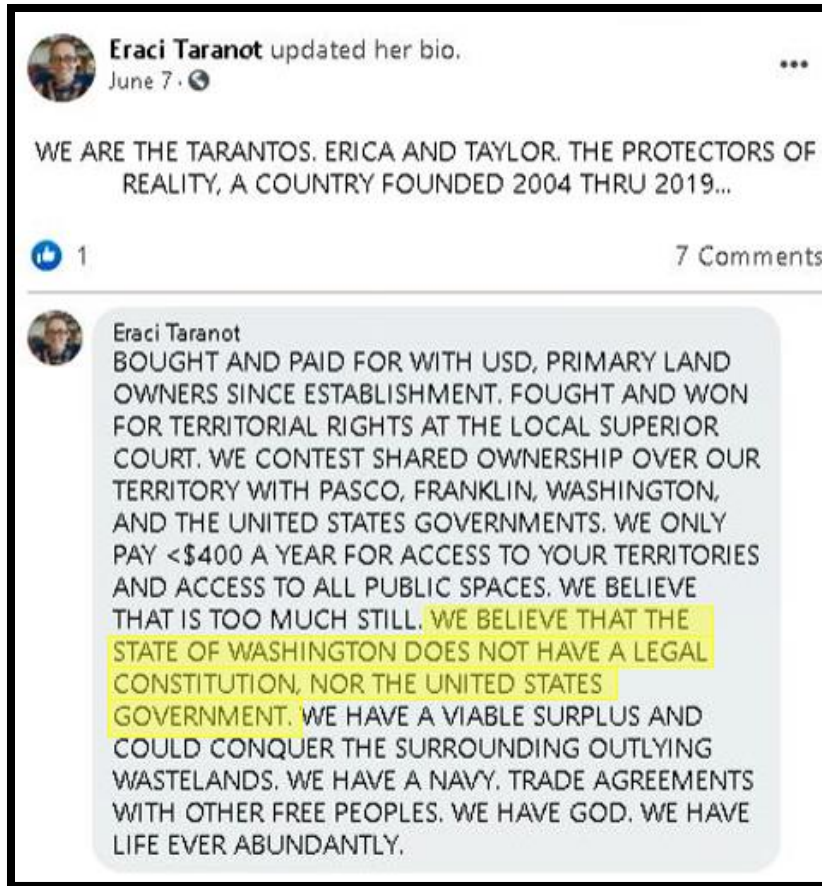 Eraci Taranot updated her bio.
June 7 ·
WE ARE THE TARANTOS. ERICA AND TAYLOR. THE PROTECTORS OF
REALITY, A COUNTRY FOUNDED 2004 THRU 2019...
1
7 Comments
Eraci Taranot
BOUGHT AND PAID FOR WITH USD, PRIMARY LAND
OWNERS SINCE ESTABLISHMENT. FOUGHT AND WON
FOR TERRITORIAL RIGHTS AT THE LOCAL SUPERIOR
COURT. WE CONTEST SHARED OWNERSHIP OVER OUR
TERRITORY WITH PASCO, FRANKLIN, WASHINGTON,
AND THE UNITED STATES GOVERNMENTS. WE ONLY
PAY <$400 A YEAR FOR ACCESS TO YOUR TERRITORIES
AND ACCESS TO ALL PUBLIC SPACES. WE BELIEVE
THAT IS TOO MUCH STILL. WE BELIEVE THAT THE
STATE OF WASHINGTON DOES NOT HAVE A LEGAL
CONSTITUTION, NOR THE UNITED STATES
GOVERNMENT. WE HAVE A VIABLE SURPLUS AND
COULD CONQUER THE SURROUNDING OUTLYING
WASTELANDS. WE HAVE A NAVY. TRADE AGREEMENTS
WITH OTHER FREE PEOPLES. WE HAVE GOD. WE HAVE
LIFE EVER ABUNDANTLY.